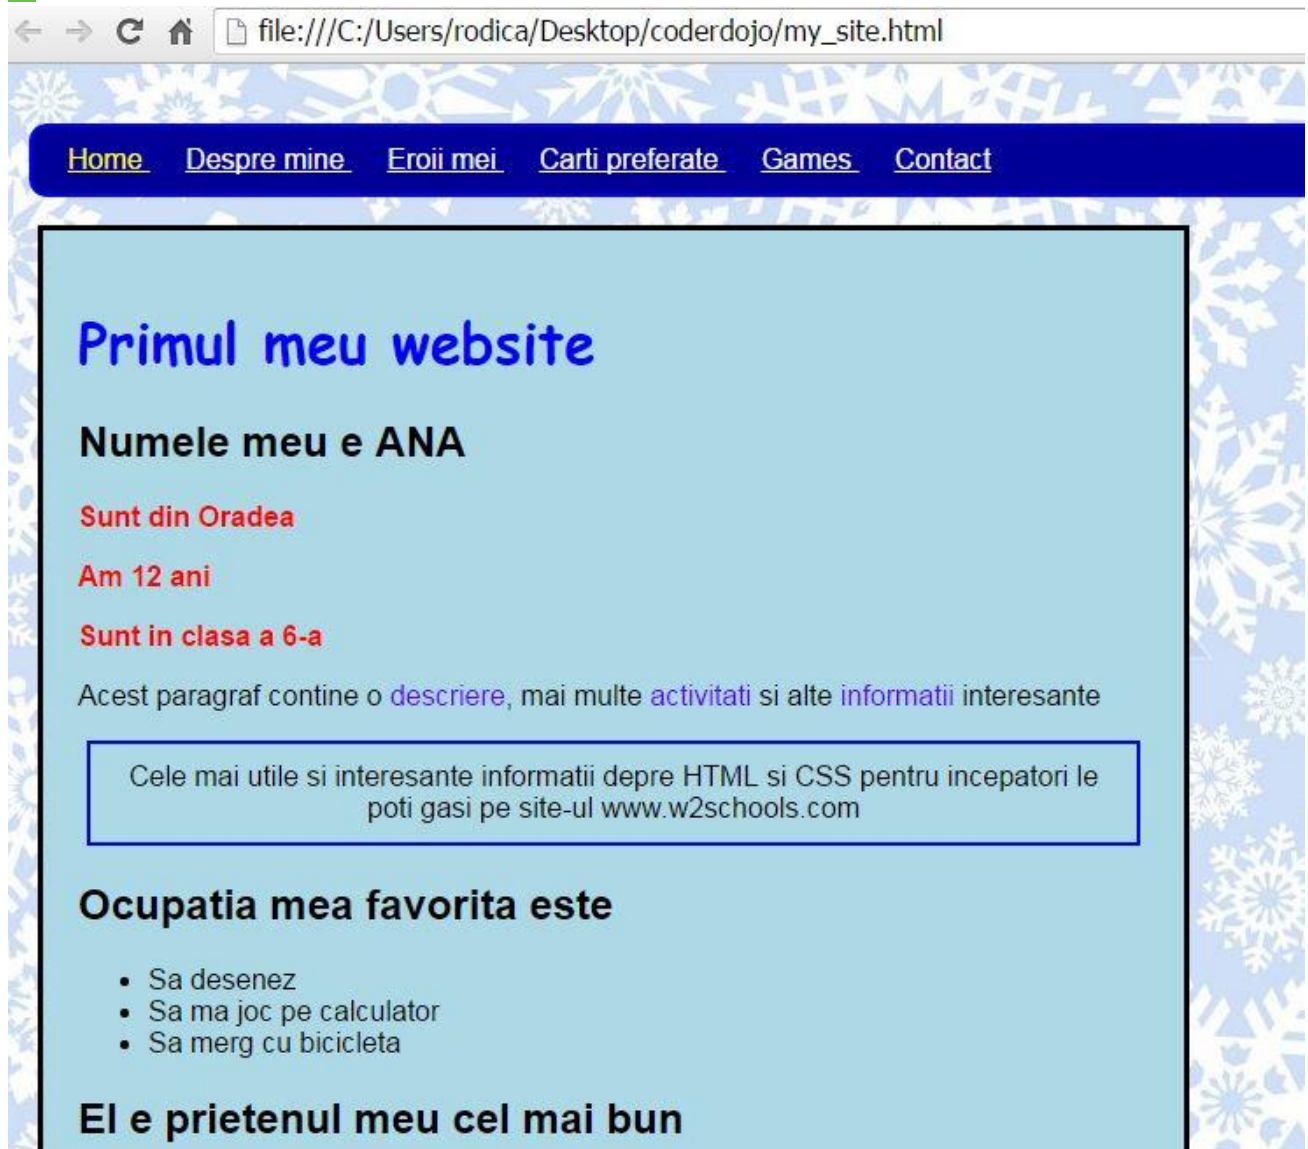 file:///C:/Users/rodica/Desktop/coderdojo/my_site.html
Home Despre mine Eroii mei Carti preferate Games Contact
Primul meu website
Numele meu e ANA
Sunt din Oradea
Am 12 ani
Sunt in clasa a 6-a
Acest paragraf contine o descriere, mai multe activitati si alte informatii interesante
Cele mai utile si interesante informatii depre HTML si CSS pentru incepatori le
poti gasi pe site-ul www.w2schools.com
Ocupatia mea favorita este
• Sa desenez
• Sa ma joc pe calculator
• Sa merg cu bicicleta
El e prietenul meu cel mai bun